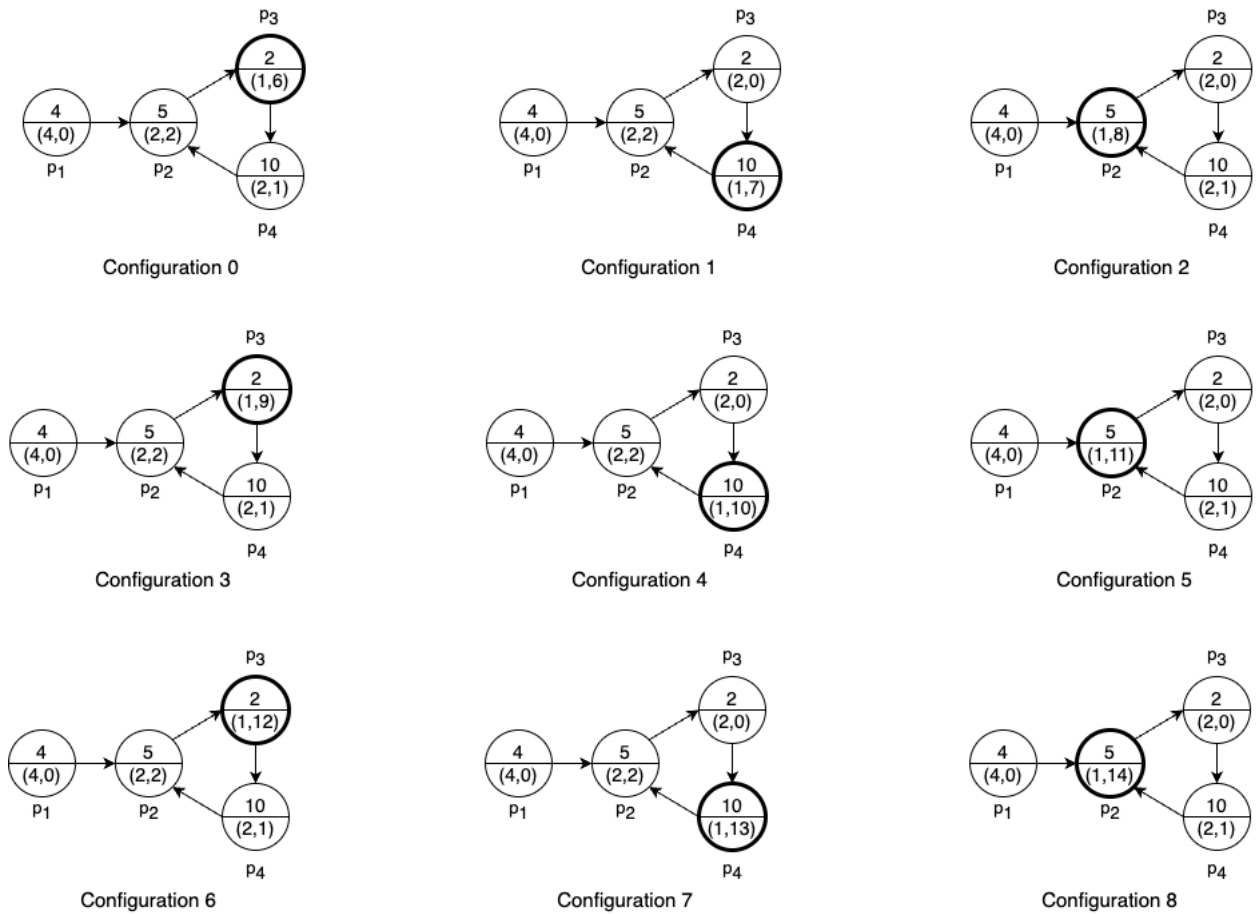 p3
2
(1,6)
4
(4,0)
p1
5
(2,2)
p2
10
(2,1)
p4
Configuration 0
p3
2
(2,0)
4
(4,0)
p1
5
(2,2)
p2
10
(1,7)
p4
Configuration 1
p3
2
(2,0)
4
(4,0)
p1
5
(1,8)
p2
10
(2,1)
p4
Configuration 2
p3
2
(1,9)
4
(4,0)
p1
5
(2,2)
p2
10
(2,1)
p4
Configuration 3
p3
2
(2,0)
4
(4,0)
p1
5
(2,2)
p2
10
(1,10)
p4
Configuration 4
p3
2
(2,0)
4
(4,0)
p1
5
(1,11)
p2
10
(2,1)
p4
Configuration 5
p3
2
(1,12)
4
(4,0)
p1
5
(2,2)
p2
10
(2,1)
p4
Configuration 6
p3
2
(2,0)
4
(4,0)
p1
5
(2,2)
p2
10
(1,13)
p4
Configuration 7
p3
2
(2,0)
4
(4,0)
p1
5
(1,14)
p2
10
(2,1)
p4
Configuration 8